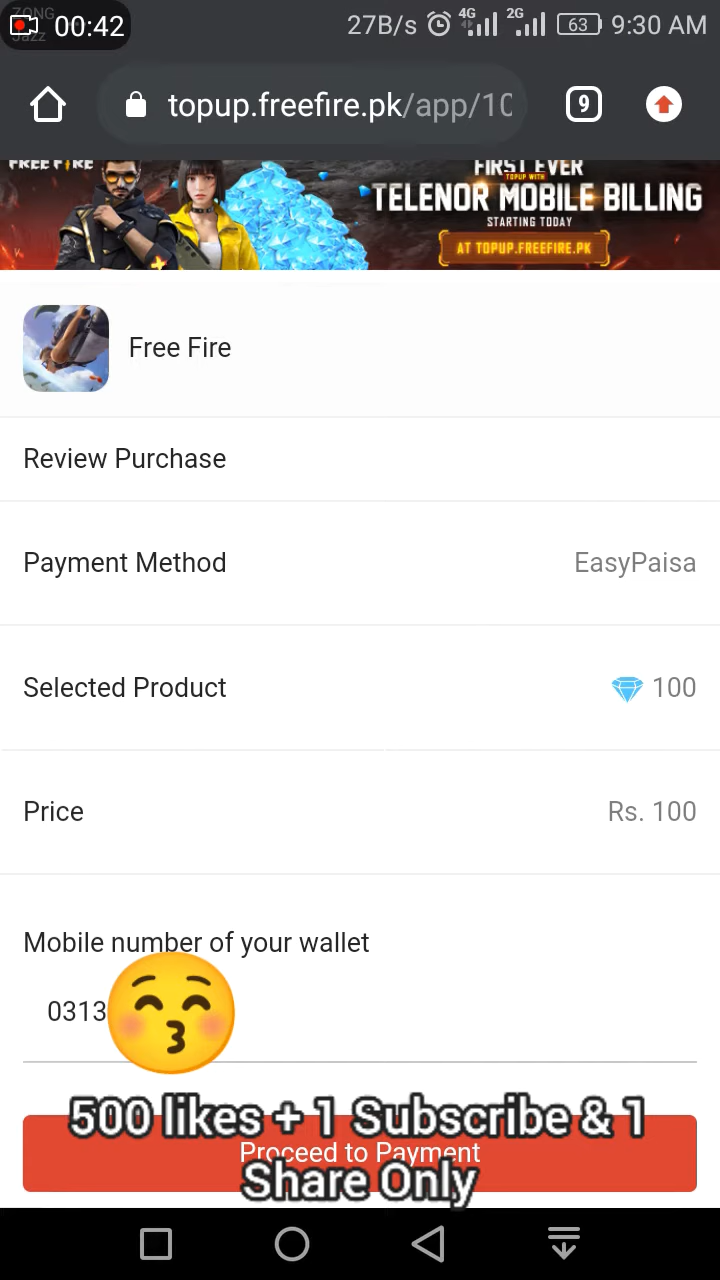 ZONG
Jazz
00:42
27B/s
4G
2G
63
9:30 AM
topup.freefire.pk/app/10
9
FREE FIRE
FIRST EVER
TOPUP WITH
TELENOR MOBILE BILLING
STARTING TODAY
AT TOPUP.FREEFIRE.PK
Free Fire
Review Purchase
Payment Method EasyPaisa
Selected Product 100
Price Rs. 100
Mobile number of your wallet
0313
500 likes + 1 Subscribe & 1
Proceed to Payment
Share Only